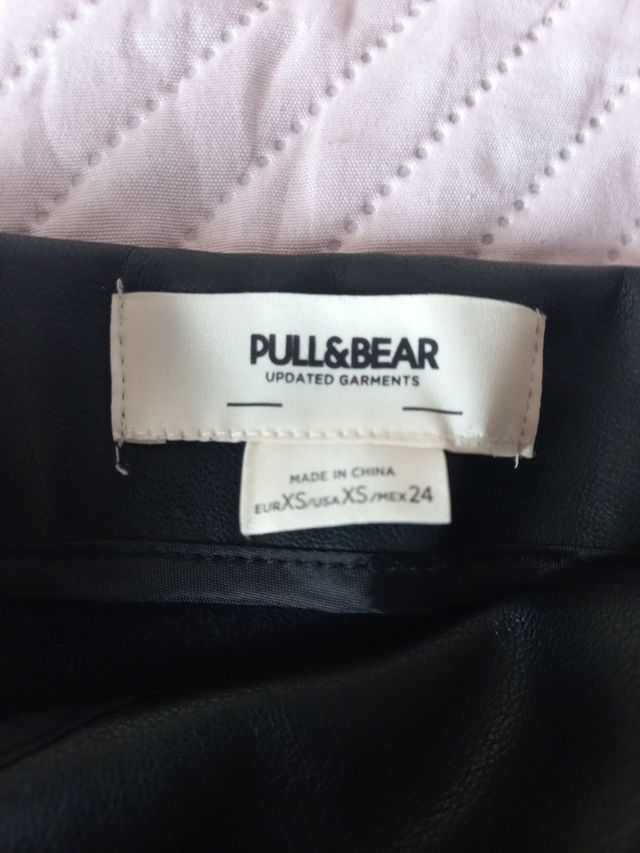 PULL&BEAR
UPDATED GARMENTS
MADE IN CHINA
EURXS/USAXS/MEX24